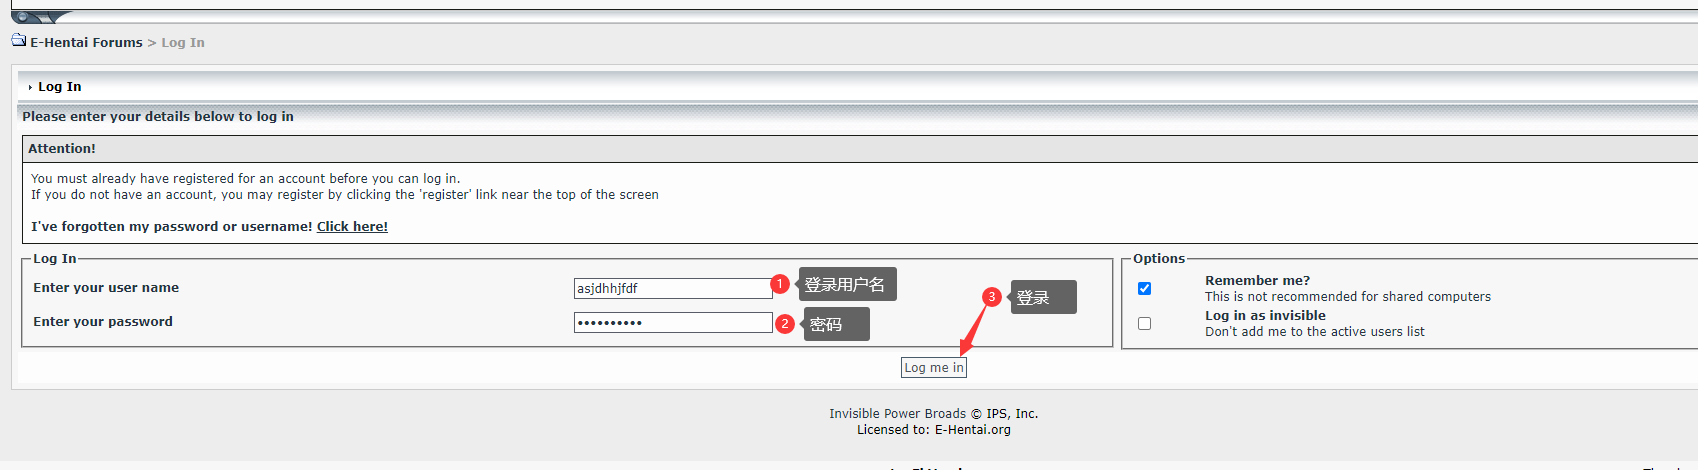 E-Hentai Forums > Log In
Log In
Please enter your details below to log in
Attention!
You must already have registered for an account before you can log in.
If you do not have an account, you may register by clicking the 'register' link near the top of the screen
I've forgotten my password or username! Click here!
Log In
Enter your user name
asjdhhjfdf
1 登录用户名
Enter your password
••••••••••
2 密码
3 登录
Options
Remember me?
This is not recommended for shared computers
Log in as invisible
Don't add me to the active users list
Log me in
Invisible Power Broads © IPS, Inc.
Licensed to: E-Hentai.org